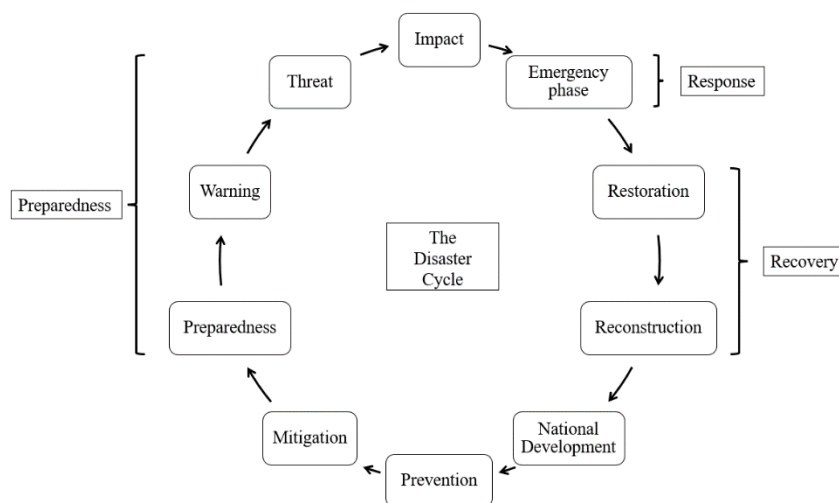 Impact
Threat
Emergency
phase
Response
Warning
Restoration
Preparedness
The
Disaster
Cycle
Recovery
Preparedness
Reconstruction
Mitigation
National
Development
Prevention